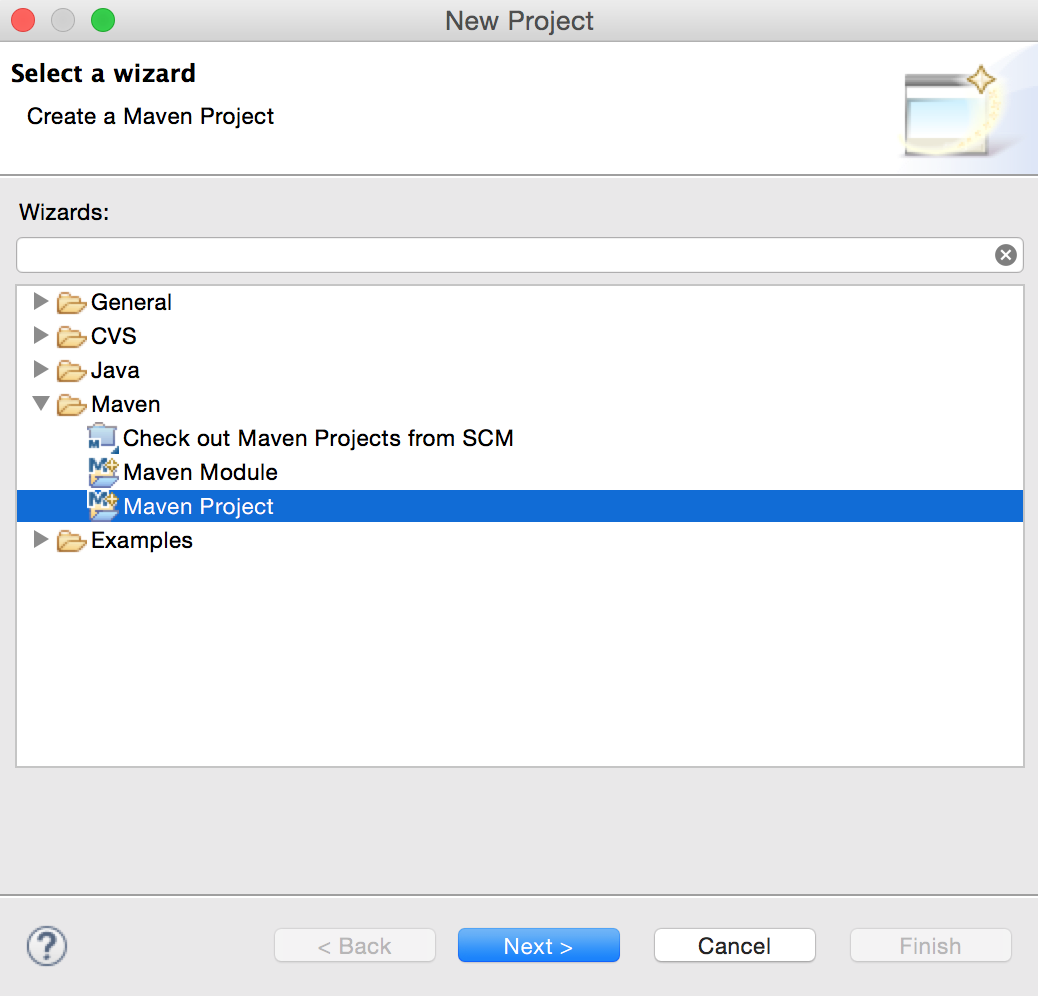 New Project
Select a wizard
Create a Maven Project
Wizards:
General
CVS
Java
Maven
Check out Maven Projects from SCM
Maven Module
Maven Project
Examples
? < Back Next > Cancel Finish